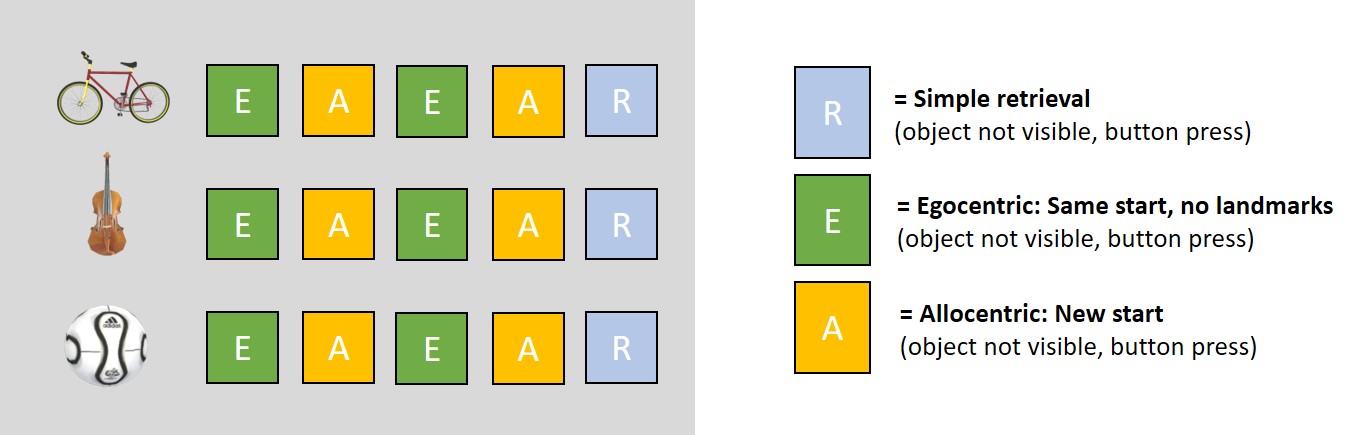 E A E A R
E A E A R
adidas
E A E A R
R = Simple retrieval
(object not visible, button press)
E = Egocentric: Same start, no landmarks
(object not visible, button press)
A = Allocentric: New start
(object not visible, button press)